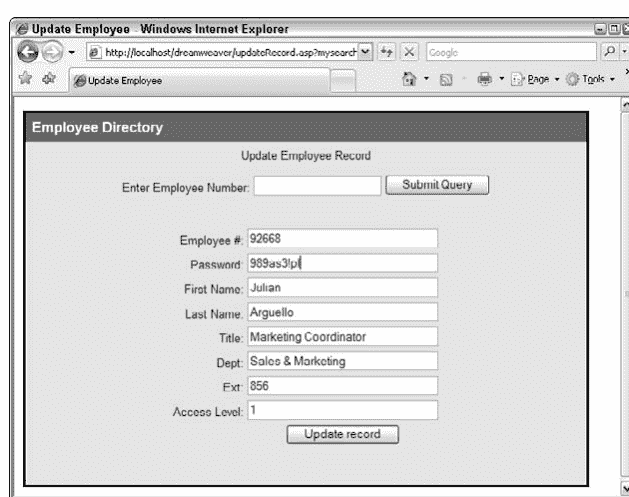 Update Employee - Windows Internet Explorer
http://localhost/dreamweaver/updateRecord.asp?mysearch
Google
Update Employee
Page
Tools
Employee Directory
Update Employee Record
Enter Employee Number:
Submit Query
Employee #: 92668
Password:
First Name: Julian
Last Name: Arguello
Title: Marketing Coordinator
Dept: Sales & Marketing
Ext: 856
Access Level: 1
Update record